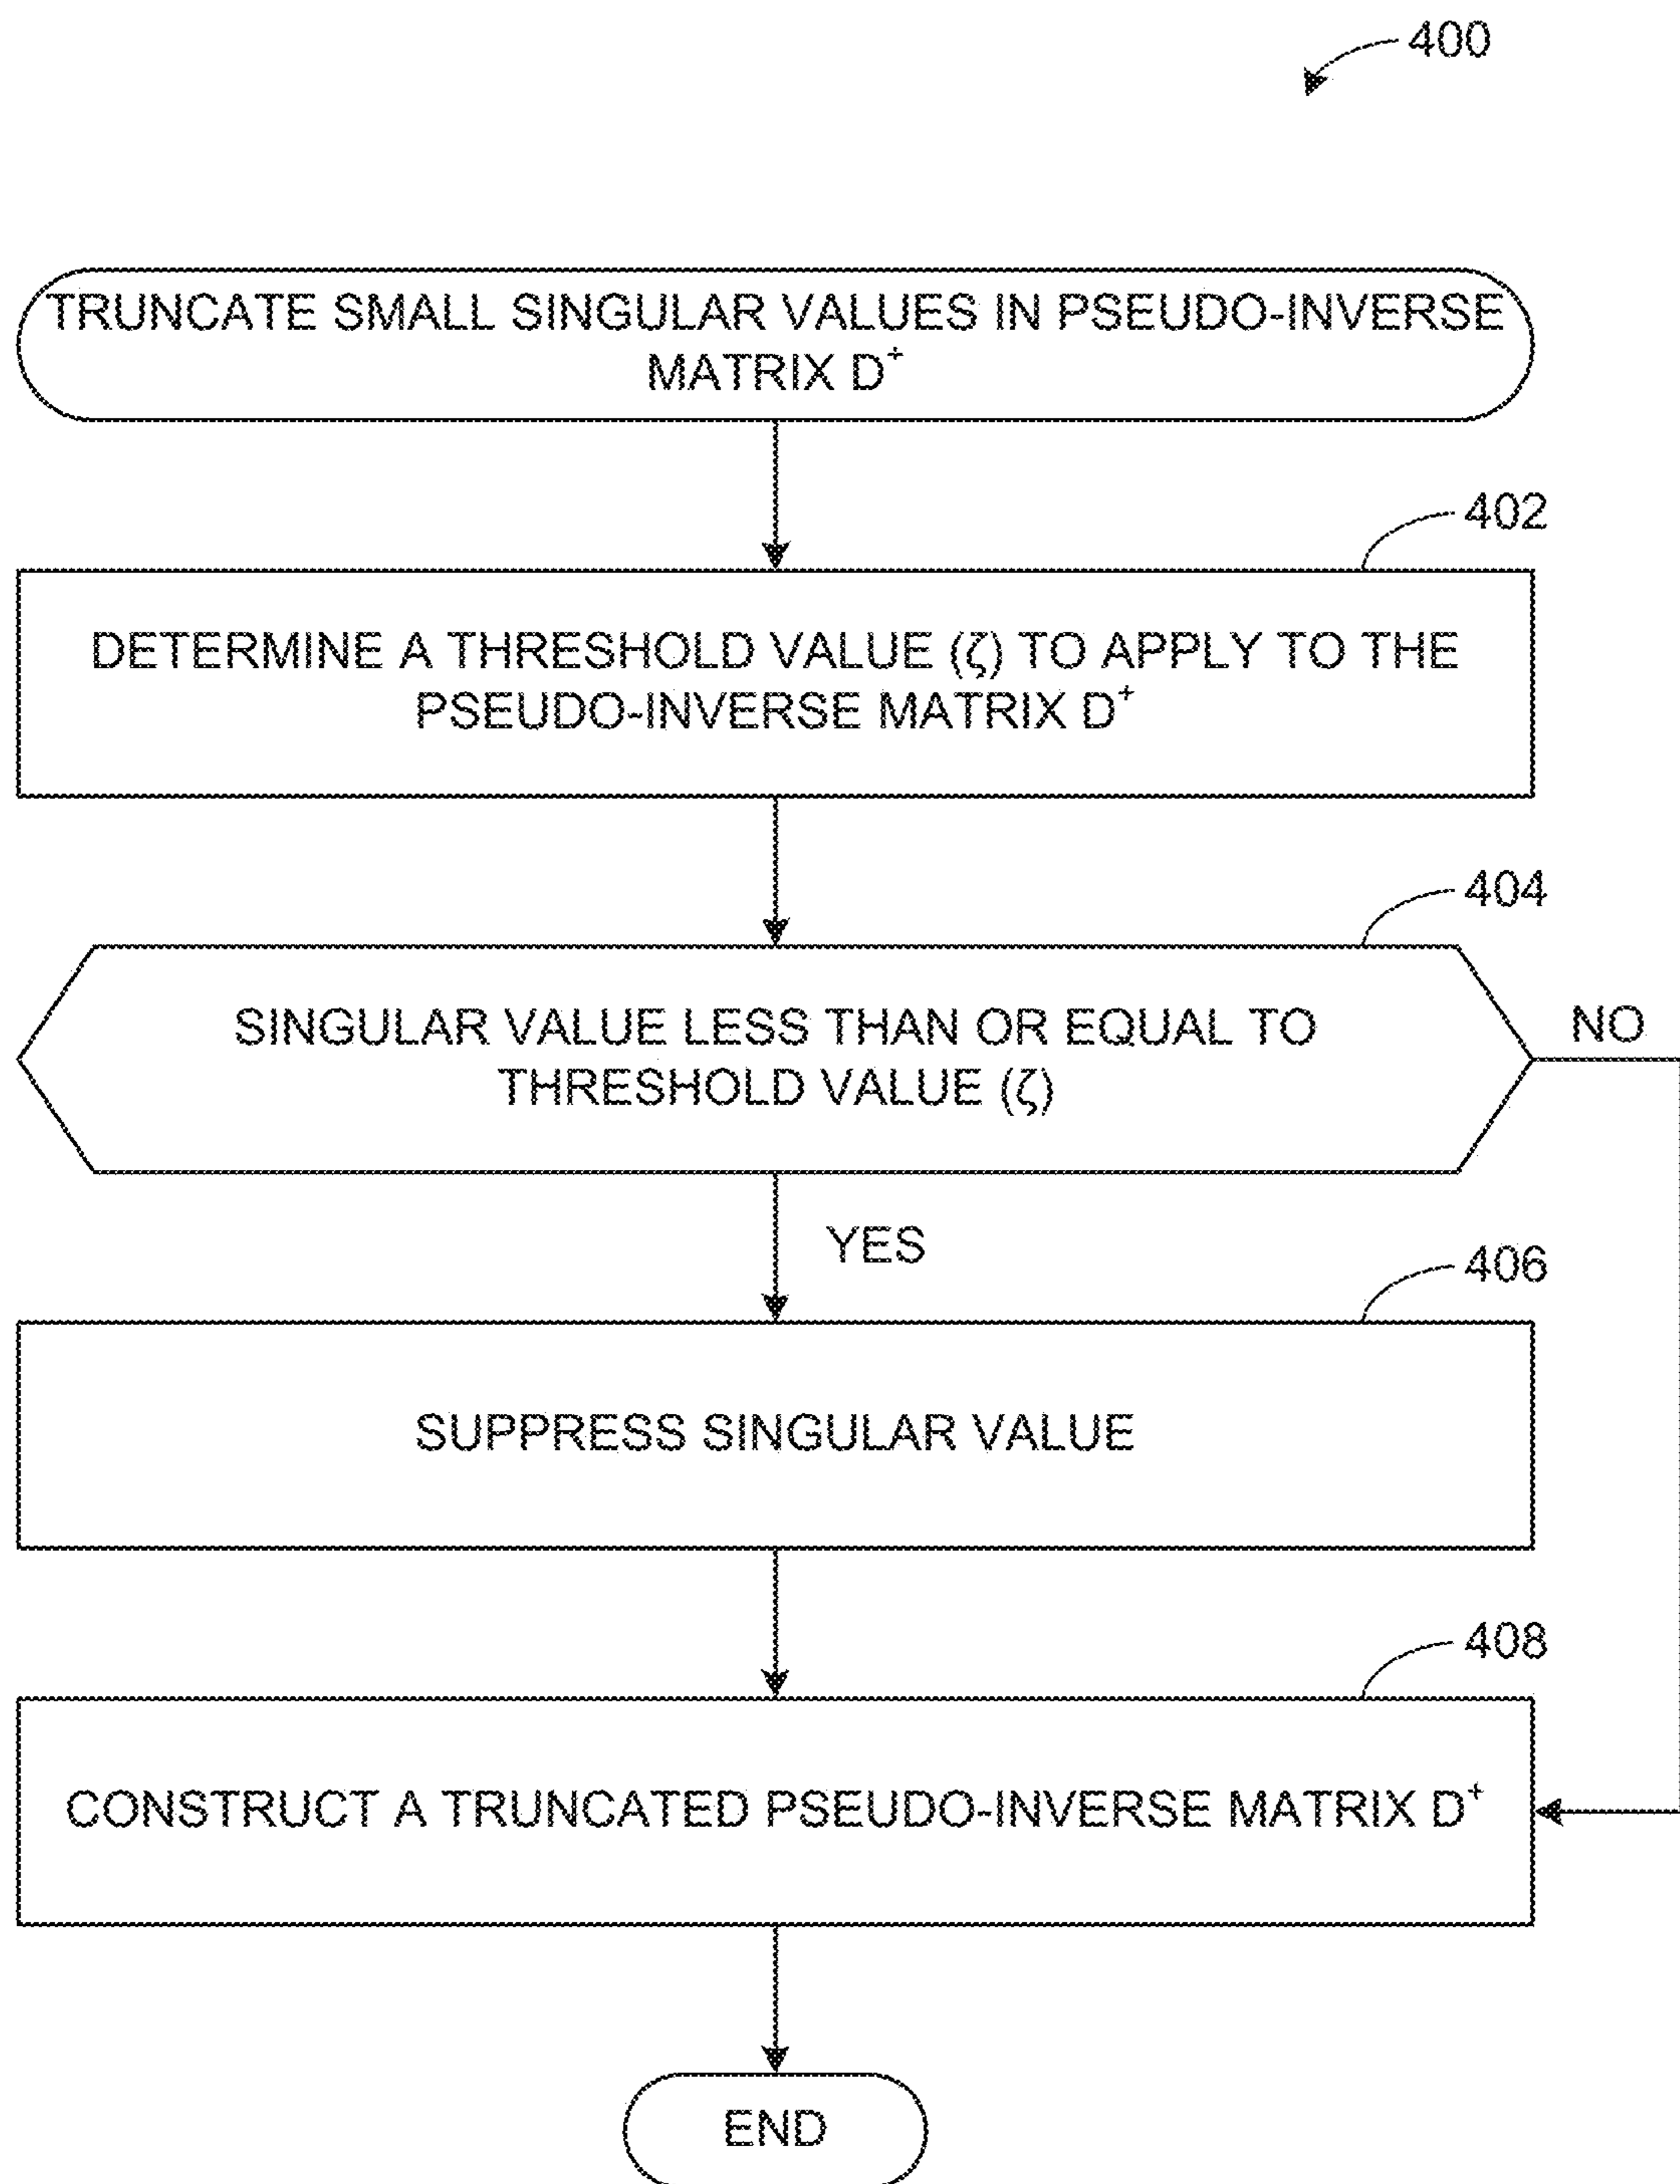 400
TRUNCATE SMALL SINGULAR VALUES IN PSEUDO-INVERSE
MATRIX D⁺
402
DETERMINE A THRESHOLD VALUE (ζ) TO APPLY TO THE
PSEUDO-INVERSE MATRIX D⁺
404
SINGULAR VALUE LESS THAN OR EQUAL TO
THRESHOLD VALUE (ζ)
NO
YES
406
SUPPRESS SINGULAR VALUE
408
CONSTRUCT A TRUNCATED PSEUDO-INVERSE MATRIX D⁺
END